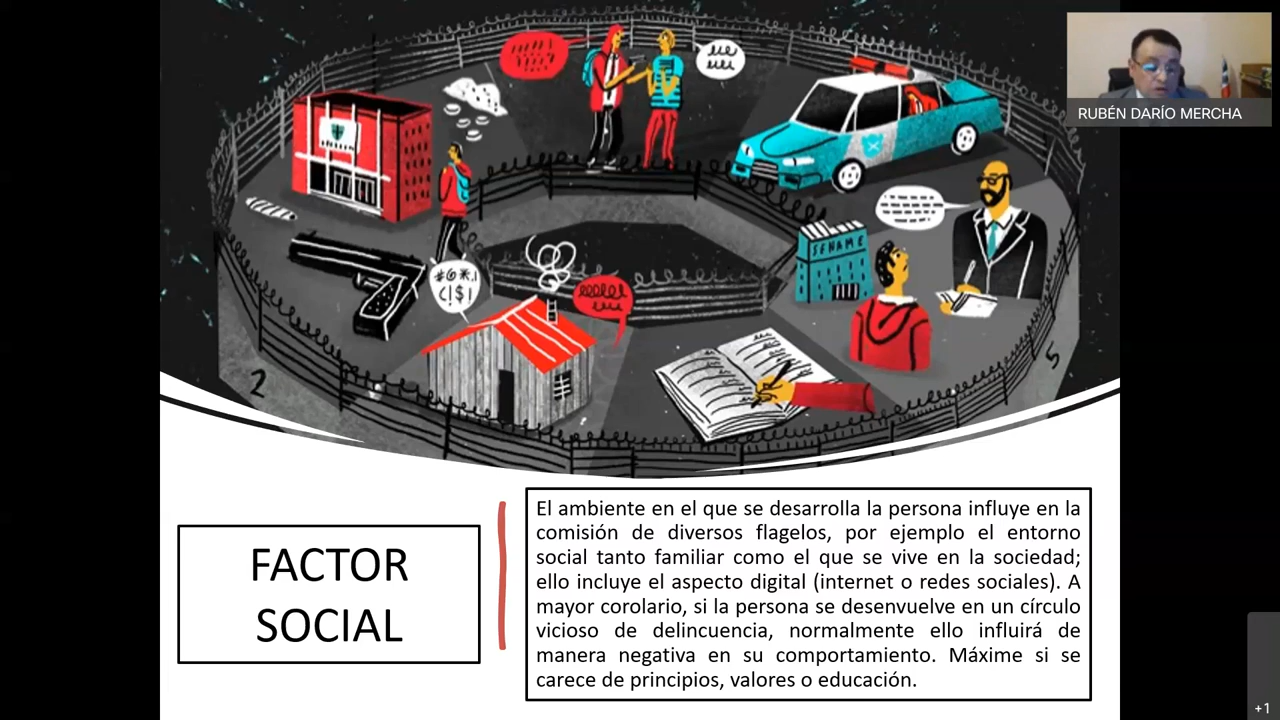 RUBÉN DARÍO MERCHA
#@*.!
(!$!
SENAME
2
5
FACTOR
SOCIAL
El ambiente en el que se desarrolla la persona influye en la
comisión de diversos flagelos, por ejemplo el entorno
social tanto familiar como el que se vive en la sociedad;
ello incluye el aspecto digital (internet o redes sociales). A
mayor corolario, si la persona se desenvuelve en un círculo
vicioso de delincuencia, normalmente ello influirá de
manera negativa en su comportamiento. Máxime si se
carece de principios, valores o educación.
+1